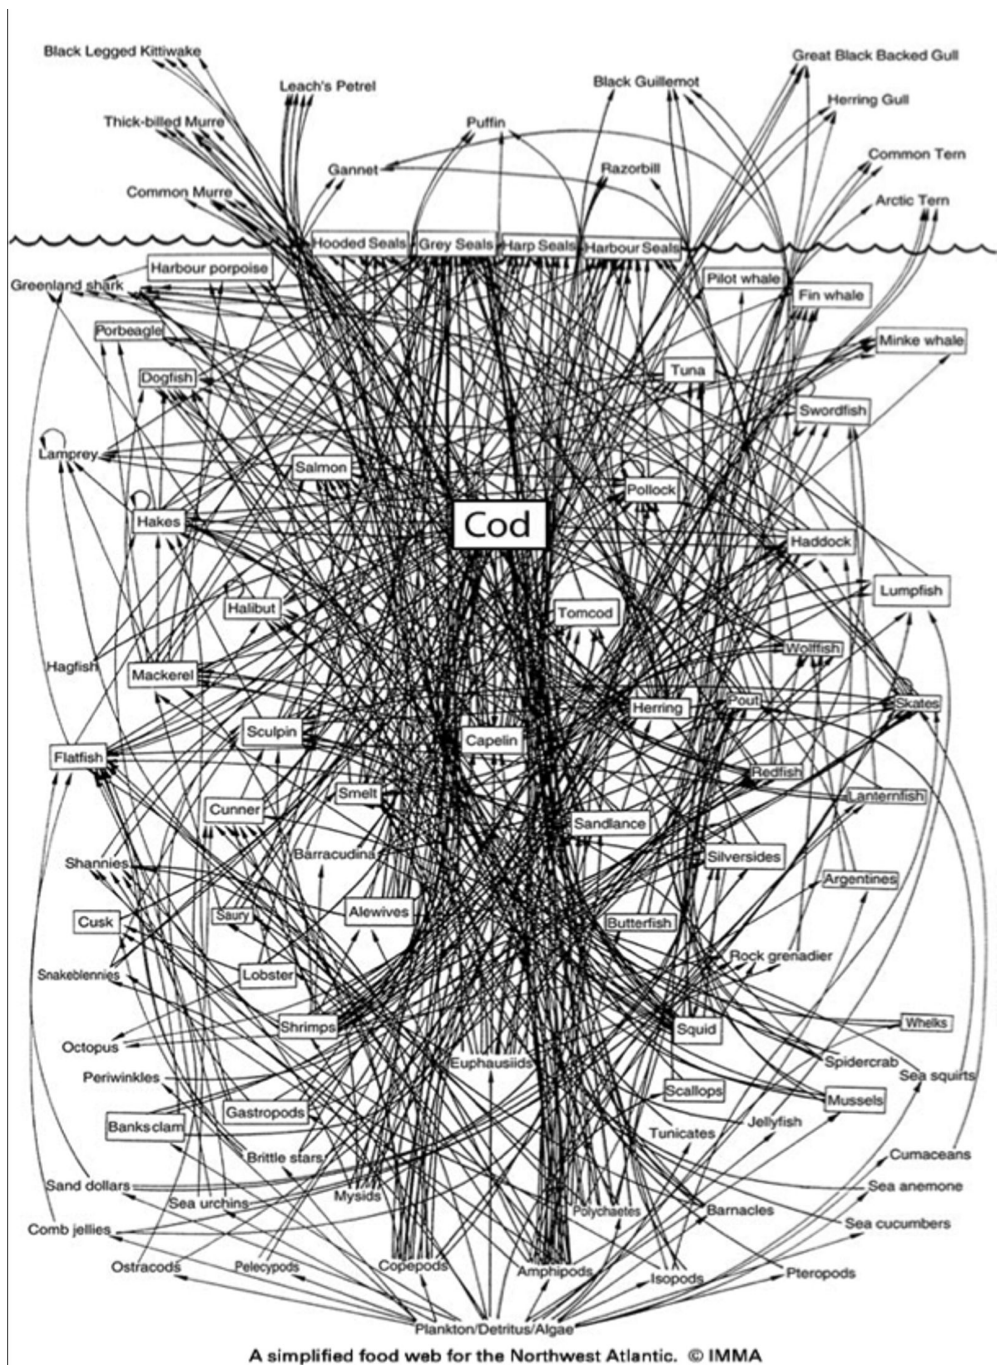 Black Legged Kittiwake
Great Black Backed Gull
Leach's Petrel
Black Guillemot
Herring Gull
Thick-billed Murre
Puffin
Common Tern
Gannet
Razorbill
Common Murre
Arctic Tern
Hooded Seals
Grey Seals
Harp Seals
Harbour Seals
Harbour porpoise
Pilot whale
Greenland shark
Fin whale
Porbeagle
Minke whale
Tuna
Dogfish
Swordfish
Lamprey
Salmon
Pollock
Hakes
Cod
Haddock
Lumpfish
Halibut
Tomcod
Wolffish
Hagfish
Mackerel
Herring
Pout
Skates
Sculpin
Capelin
Flatfish
Redfish
Smelt
Lanternfish
Cunner
Sandlance
Barracudina
Silversides
Shannies
Argentines
Cusk
Saury
Alewives
Butterfish
Rock grenadier
Snakeblennies
Lobster
Shrimps
Squid
Whelks
Octopus
Euphausiids
Spidercrab
Sea squirts
Periwinkles
Scallops
Mussels
Gastropods
Banksclam
Jellyfish
Tunicates
Brittle stars
Cumaceans
Sand dollars
Mysids
Sea anemone
Sea urchins
Polychaetes
Barnacles
Comb jellies
Sea cucumbers
Ostracods
Pelecypods
Copepods
Amphipods
Isopods
Pteropods
Plankton/Detritus/Algae
A simplified food web for the Northwest Atlantic. © IMMA